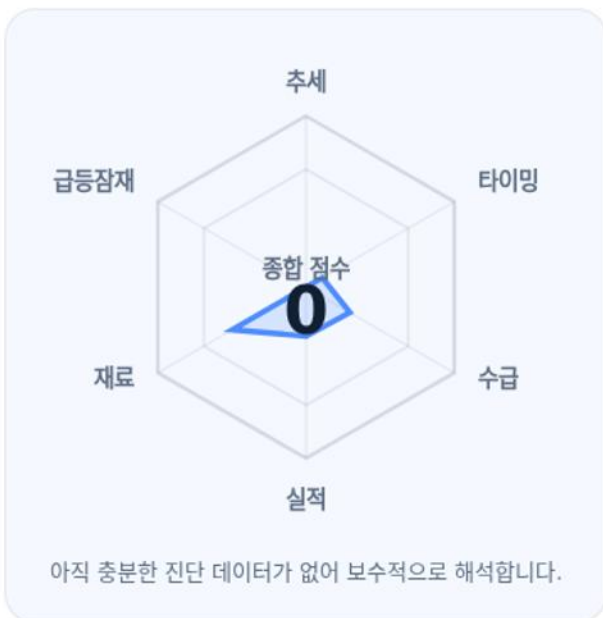 추세
급등잠재
타이밍
종합 점수
0
재료
수급
실적
아직 충분한 진단 데이터가 없어 보수적으로 해석합니다.